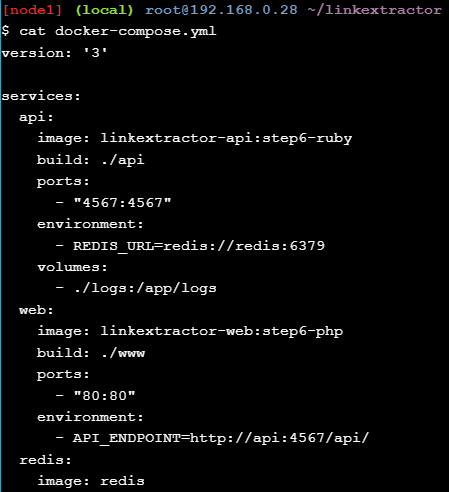 [node1] (local) root@192.168.0.28 ~/linkextractor
$ cat docker-compose.yml
version: '3'

services:
  api:
    image: linkextractor-api:step6-ruby
    build: ./api
    ports:
      - "4567:4567"
    environment:
      - REDIS_URL=redis://redis:6379
    volumes:
      - ./logs:/app/logs
  web:
    image: linkextractor-web:step6-php
    build: ./www
    ports:
      - "80:80"
    environment:
      - API_ENDPOINT=http://api:4567/api/
  redis:
    image: redis